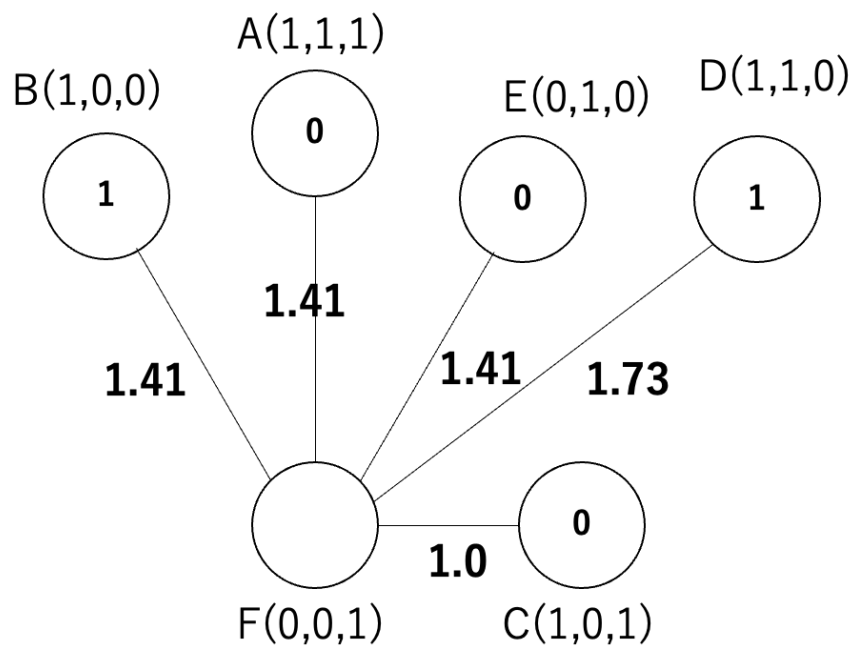 A(1,1,1)
B(1,0,0)
E(0,1,0)
D(1,1,0)
1
0
0
1
1.41
1.41
1.41
1.73
0
1.0
F(0,0,1)
C(1,0,1)